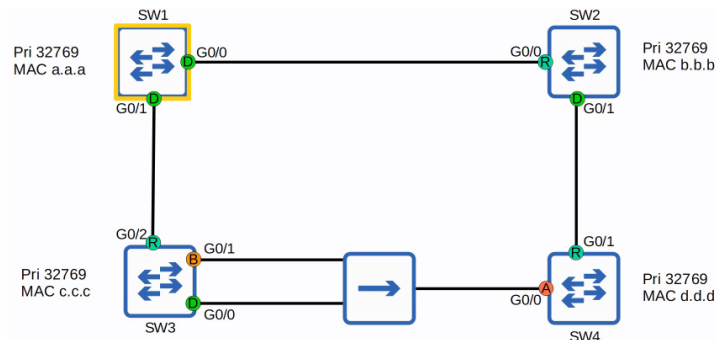 SW1
SW2
Pri 32769
MAC a.a.a
D
G0/0
G0/0
R
Pri 32769
MAC b.b.b
G0/1
D
D
G0/1
G0/2
R
B
G0/1
R
G0/1
Pri 32769
MAC c.c.c
D
G0/0
A
G0/0
Pri 32769
MAC d.d.d
SW3
SW4